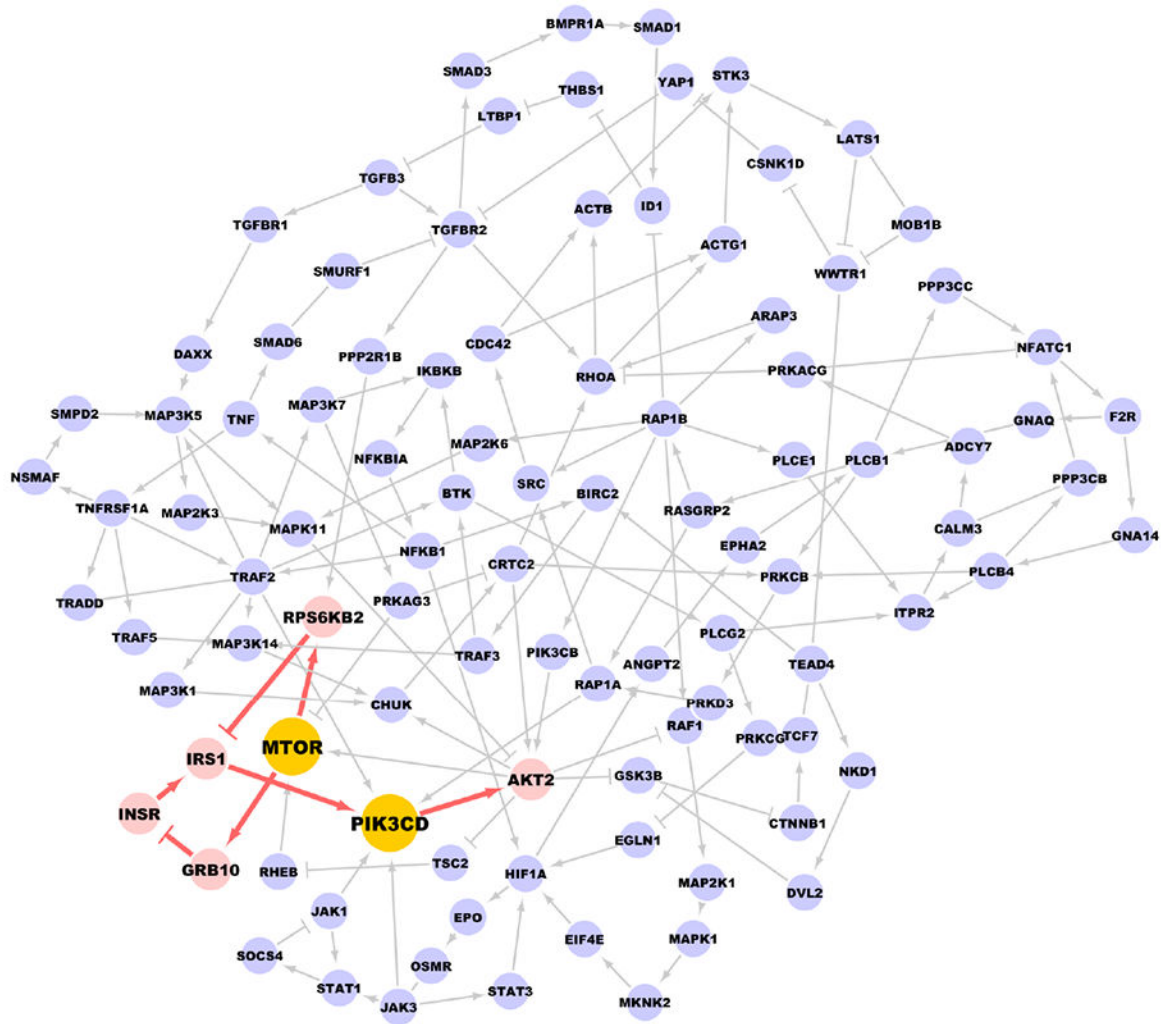 BMPR1A
SMAD1
SMAD3
THBS1
YAP1
STK3
LTBP1
LATS1
CSNK1D
TGFB3
ID1
ACTB
TGFBR1
TGFBR2
MOB1B
ACTG1
SMURF1
WWTR1
PPP3CC
ARAP3
SMAD6
CDC42
DAXX
PPP2R1B
NFATC1
IKBKB
RHOA
PRKACG
MAP3K7
SMPD2
MAP3K5
TNF
RAP1B
GNAQ
F2R
MAP2K6
ADCY7
NFKBIA
PLCE1
PLCB1
NSMAF
SRC
BIRC2
PPP3CB
BTK
TNFRSF1A
MAP2K3
MAPK11
RASGRP2
CALM3
GNA14
EPHA2
NFKB1
CRTC2
TRAF2
PRKCB
PLCB4
TRADD
PRKAG3
RPS6KB2
ITPR2
TRAF5
MAP3K14
PLCG2
TRAF3
PIK3CB
ANGPT2
TEAD4
MAP3K1
RAP1A
CHUK
PRKD3
RAF1
PRKCG
TCF7
MTOR
IRS1
NKD1
AKT2
GSK3B
INSR
PIK3CD
CTNNB1
EGLN1
GRB10
RHEB
TSC2
HIF1A
MAP2K1
DVL2
JAK1
EPO
EIF4E
MAPK1
SOCS4
OSMR
STAT1
JAK3
STAT3
MKNK2